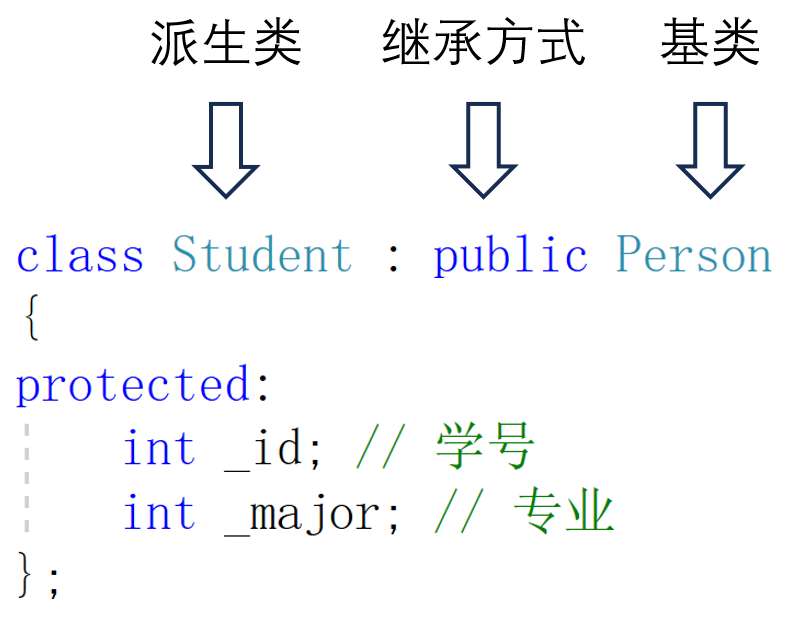 派生类 继承方式 基类
class Student : public Person
{
protected:
int _id; // 学号
int _major; // 专业
};